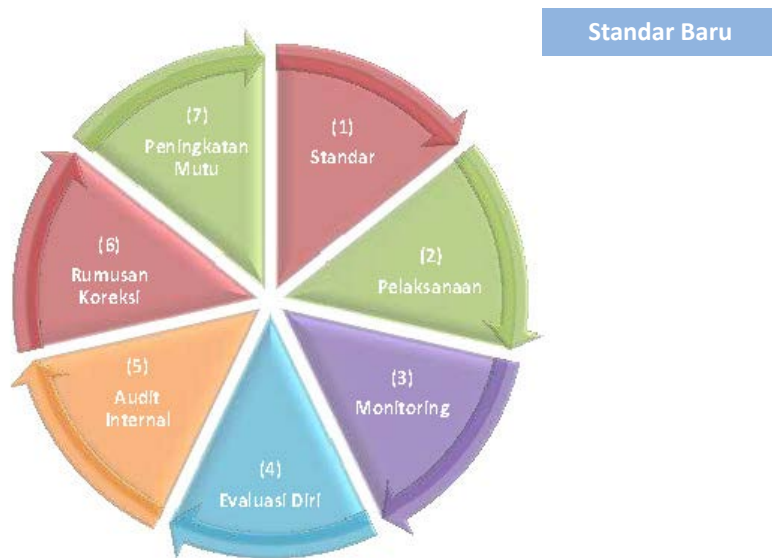 Standar Baru
(1)
Standar
(2)
Pelaksanaan
(3)
Monitoring
(4)
Evaluasi Diri
(5)
Audit
Internal
(6)
Rumusan
Koreksi
(7)
Peningkatan
Mutu